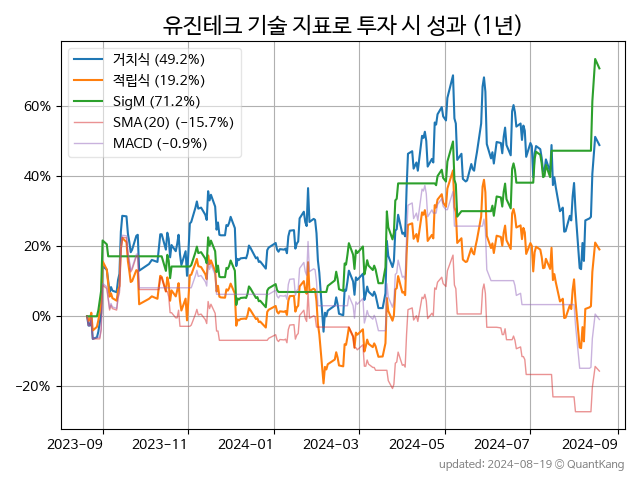 유진테크 기술 지표로 투자 시 성과 (1년)
거치식 (49.2%)
적립식 (19.2%)
SigM (71.2%)
SMA(20) (−15.7%)
MACD (−0.9%)
60%
40%
20%
0%
−20%
2023-09 2023-11 2024-01 2024-03 2024-05 2024-07 2024-09
updated: 2024-08-19 © QuantKang